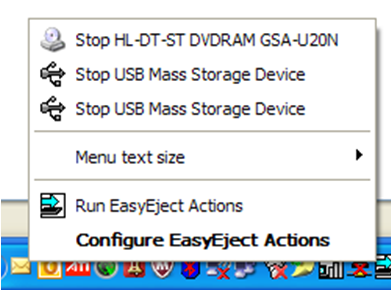 Stop HL-DT-ST DVDRAM GSA-U20N
Stop USB Mass Storage Device
Stop USB Mass Storage Device
Menu text size
Run EasyEject Actions
Configure EasyEject Actions